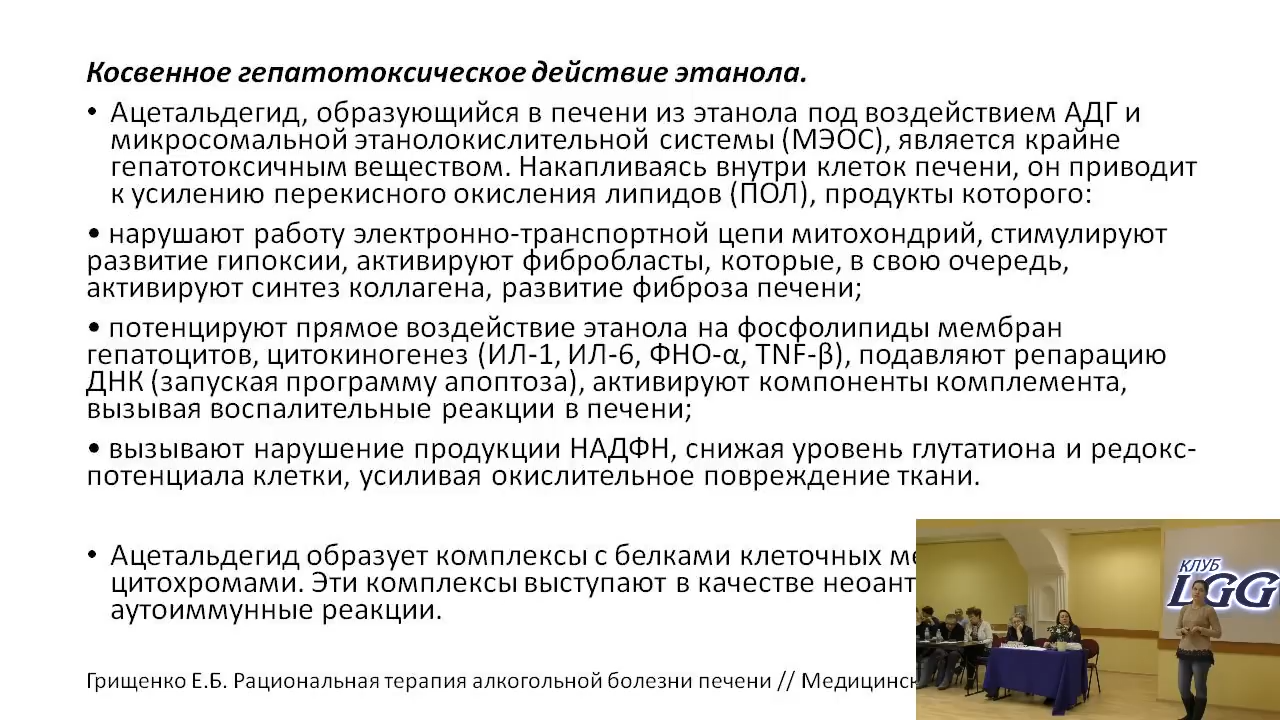 Косвенное гепатотоксическое действие этанола.
• Ацетальдегид, образующийся в печени из этанола под воздействием АДГ и
микросомальной этанолокислительной системы (МЭОС), является крайне
гепатотоксичным веществом. Накапливаясь внутри клеток печени, он приводит
к усилению перекисного окисления липидов (ПОЛ), продукты которого:
• нарушают работу электронно-транспортной цепи митохондрий, стимулируют
развитие гипоксии, активируют фибробласты, которые, в свою очередь,
активируют синтез коллагена, развитие фиброза печени;
• потенцируют прямое воздействие этанола на фосфолипиды мембран
гепатоцитов, цитокиногенез (ИЛ-1, ИЛ-6, ФНО-α, TNF-β), подавляют репарацию
ДНК (запуская программу апоптоза), активируют компоненты комплемента,
вызывая воспалительные реакции в печени;
• вызывают нарушение продукции НАДФН, снижая уровень глутатиона и редокс-
потенциала клетки, усиливая окислительное повреждение ткани.
• Ацетальдегид образует комплексы с белками клеточных
цитохромами. Эти комплексы выступают в качестве
аутоиммунные реакции.
Грищенко Е.Б. Рациональная терапия алкогольной болезни печени //
КЛУБ
LGG